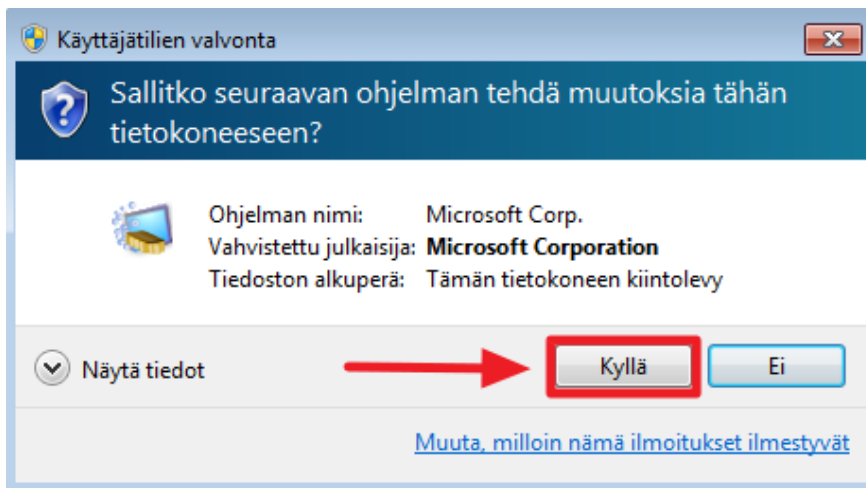 Käyttäjätilien valvonta
Sallitko seuraavan ohjelman tehdä muutoksia tähän
tietokoneeseen?
Ohjelman nimi: Microsoft Corp.
Vahvistettu julkaisija: Microsoft Corporation
Tiedoston alkuperä: Tämän tietokoneen kiintolevy
Näytä tiedot Kyllä Ei
Muuta, milloin nämä ilmoitukset ilmestyvät